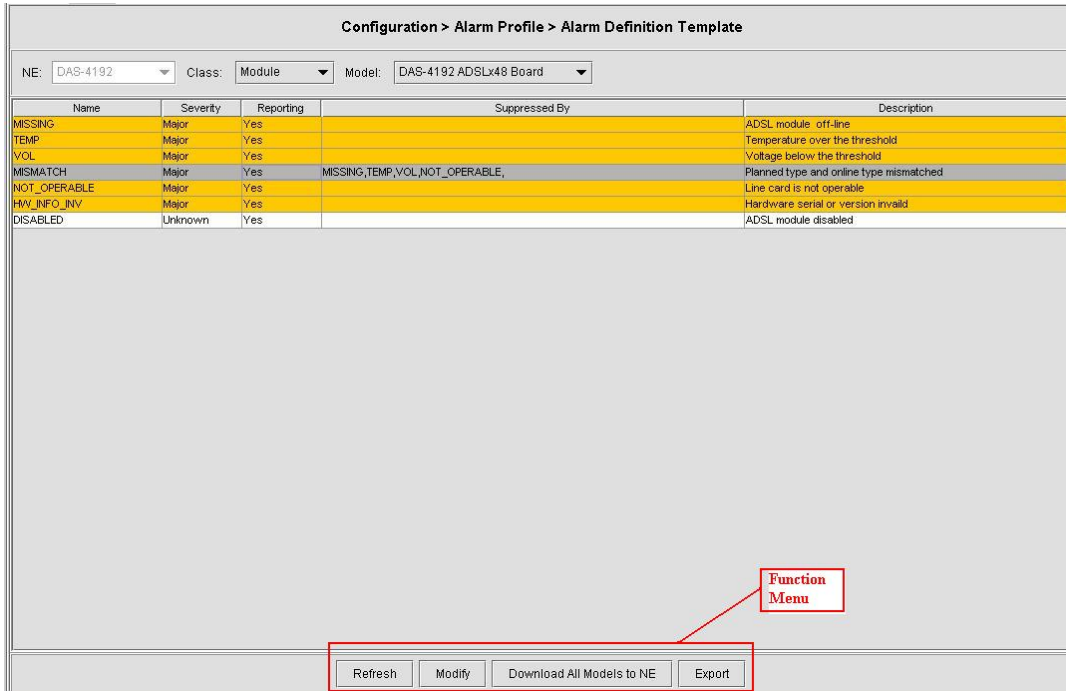 Configuration > Alarm Profile > Alarm Definition Template
NE: DAS-4192 Class: Module Model: DAS-4192 ADSLx48 Board
Name Severity Reporting Suppressed By Description
MISSING Major Yes ADSL module off-line
TEMP Major Yes Temperature over the threshold
VOL Major Yes Voltage below the threshold
MISMATCH Major Yes MISSING,TEMP,VOL,NOT_OPERABLE, Planned type and online type mismatched
NOT_OPERABLE Major Yes Line card is not operable
HW_INFO_INV Major Yes Hardware serial or version invaild
DISABLED Unknown Yes ADSL module disabled
Function
Menu
Refresh Modify Download All Models to NE Export